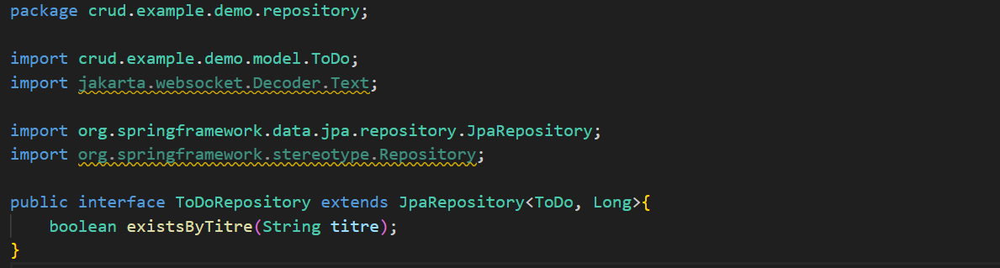 package crud.example.demo.repository;
import crud.example.demo.model.ToDo;
import jakarta.websocket.Decoder.Text;
import org.springframework.data.jpa.repository.JpaRepository;
import org.springframework.stereotype.Repository;
public interface ToDoRepository extends JpaRepository<ToDo, Long>{
    boolean existsByTitre(String titre);
}